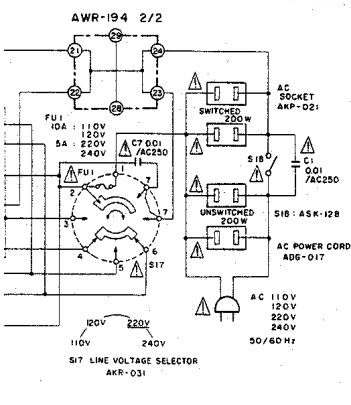 AWR-194 2/2
29
21
24
22
23
28
FU1
10A : 110V
120V
5A : 220V
240V
AC
SOCKET
AKP-021
SWITCHED
200W
C7 0.01
/AC250
FU1
1
2
7
7
3
4
5
6
S17
S18
C1
0.01
/AC250
UNSWITCHED
200W
S18 : ASK-128
AC POWER CORD
ADG-017
AC 110V
120V
220V
240V
50/60 Hz
120V 220V
110V 240V
S17 LINE VOLTAGE SELECTOR
AKR-031